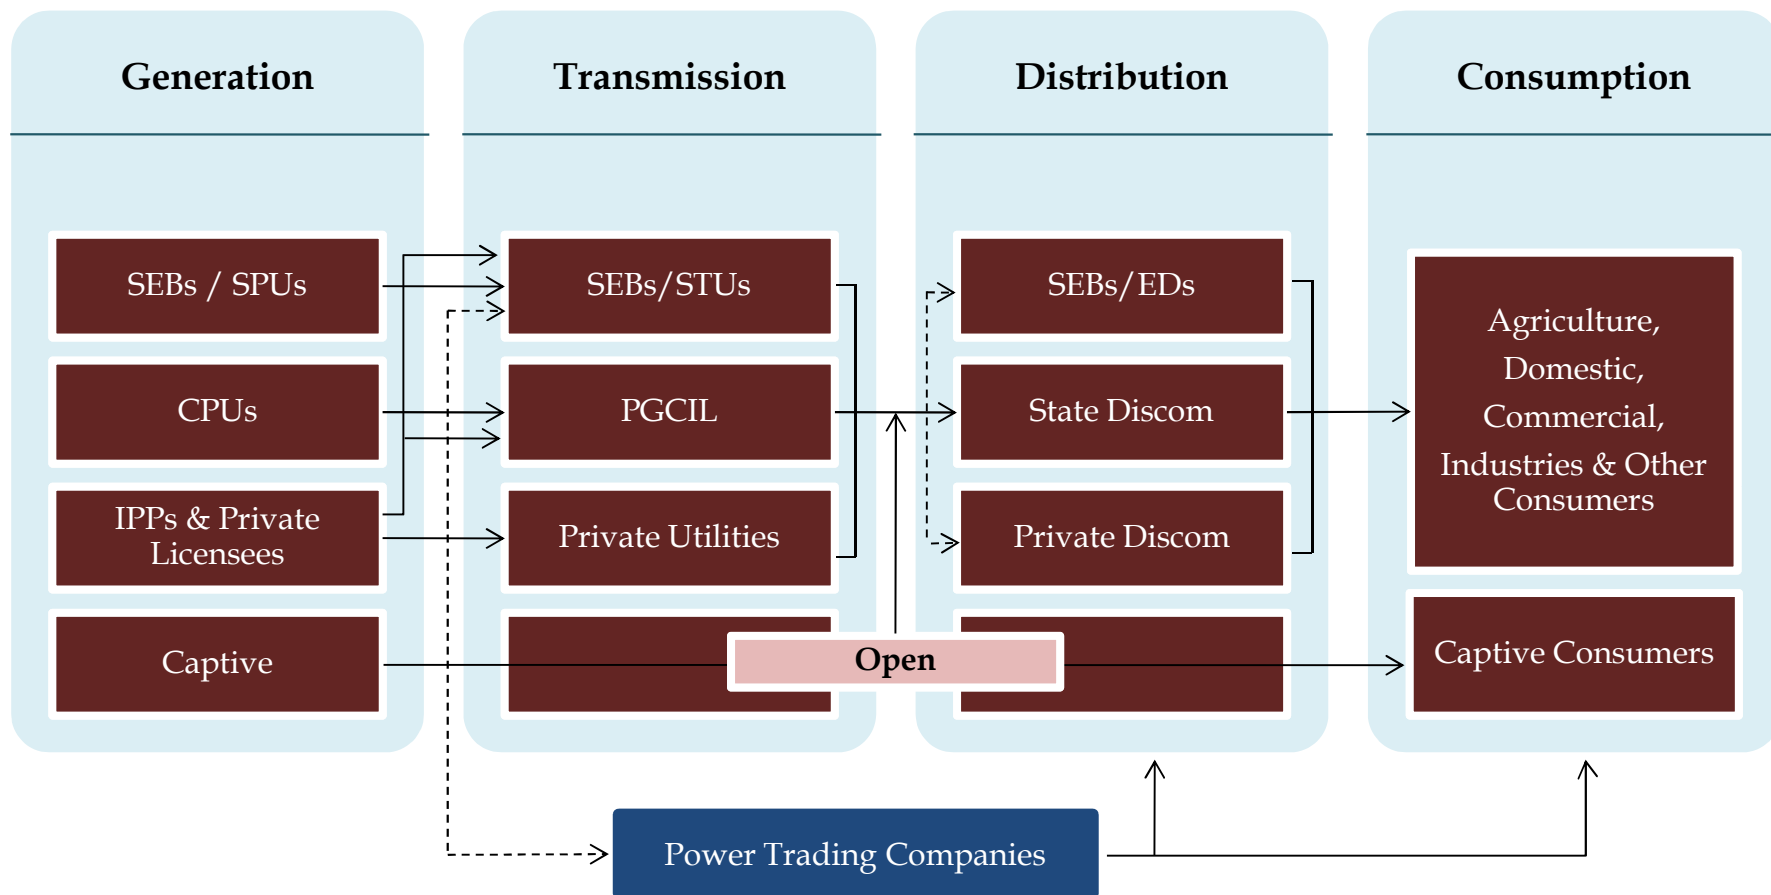 Generation
Transmission
Distribution
Consumption
SEBs / SPUs
CPUs
IPPs & Private
Licensees
Captive
SEBs/STUs
PGCIL
Private Utilities
Open
SEBs/EDs
State Discom
Private Discom
Agriculture,
Domestic,
Commercial,
Industries & Other
Consumers
Captive Consumers
Power Trading Companies